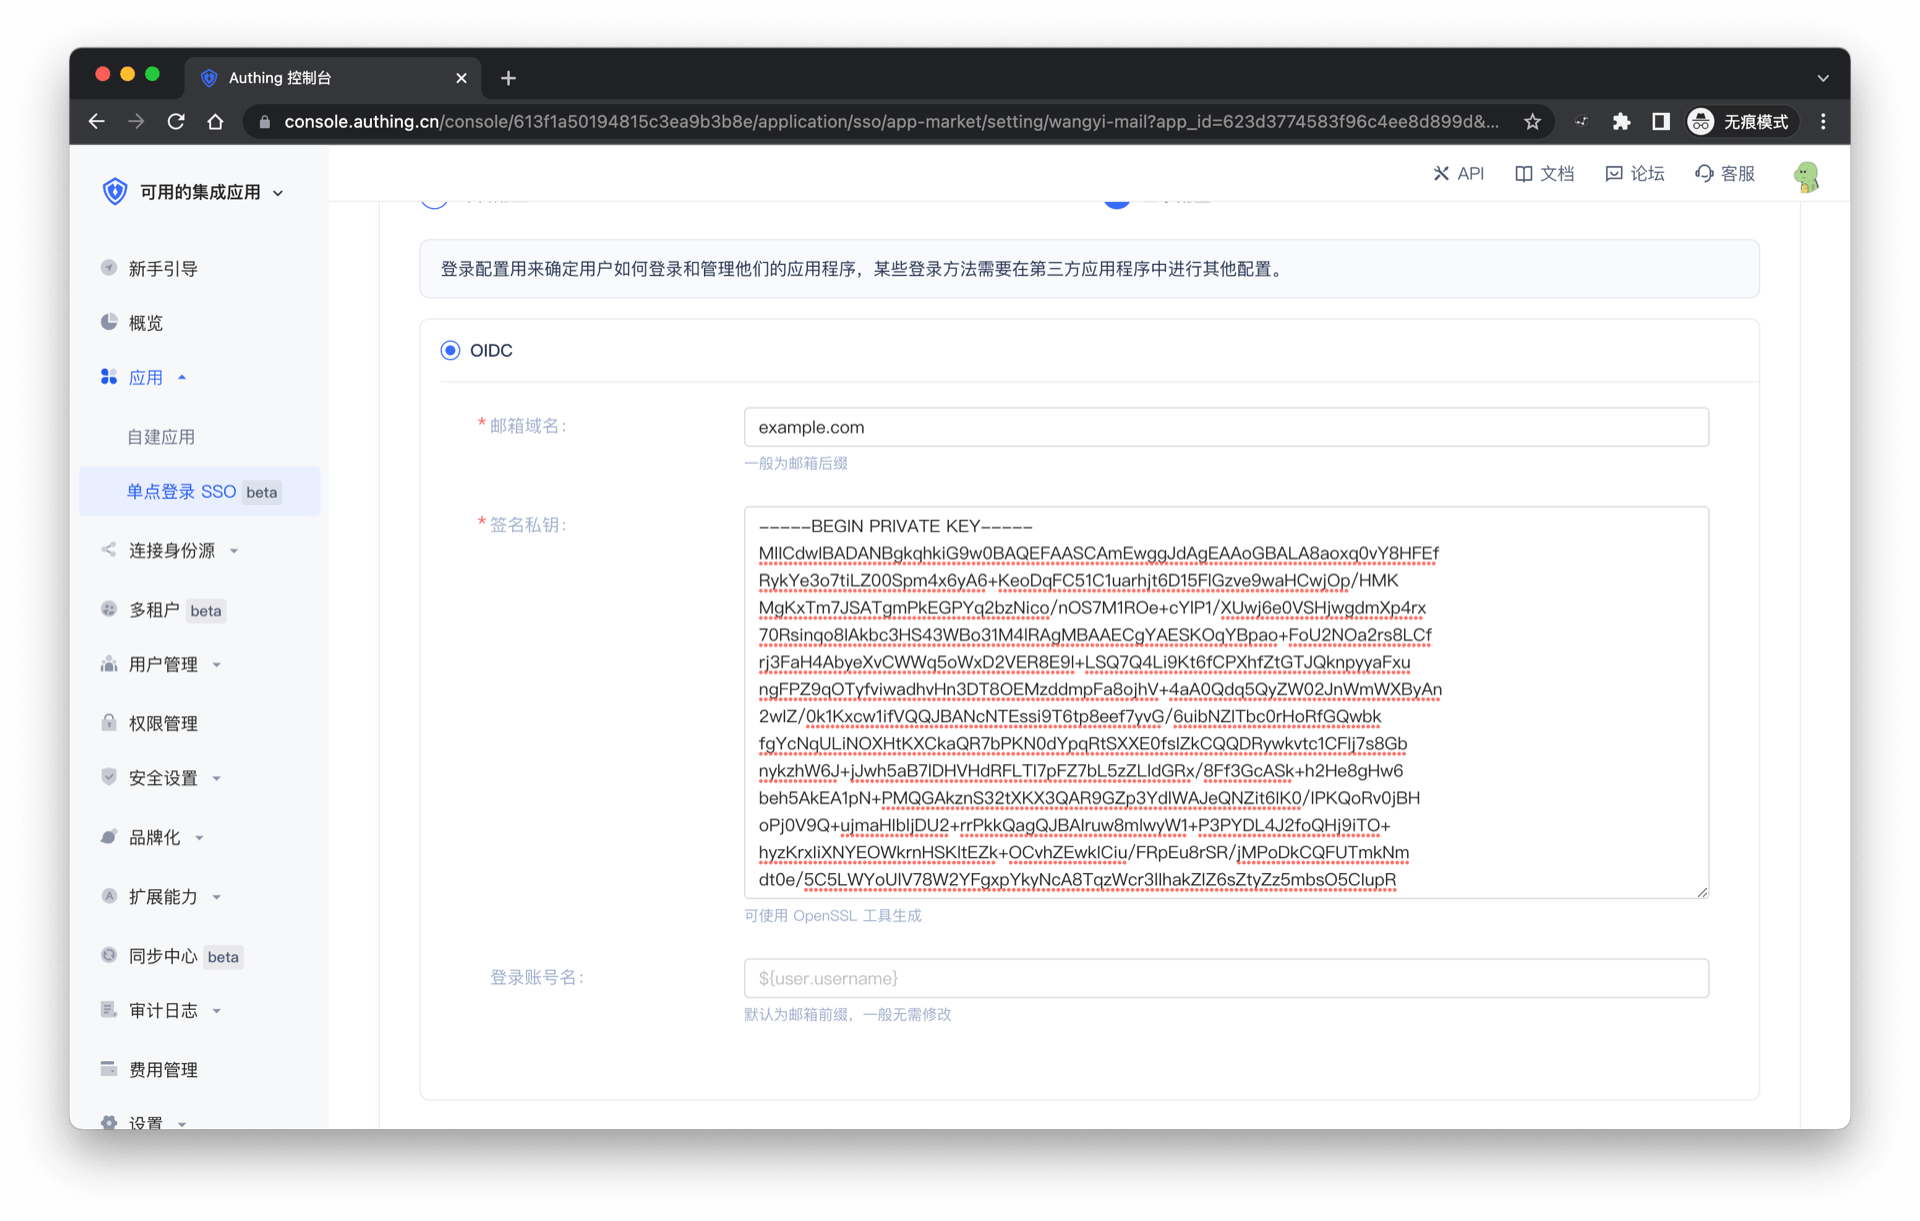 Authing 控制台
console.authing.cn/console/613f1a50194815c3ea9b3b8e/application/sso/app-market/setting/wangyi-mail?app_id=623d3774583f96c4ee8d899d&...
无痕模式
可用的集成应用
API
文档
论坛
客服
新手引导
概览
应用
自建应用
单点登录 SSO beta
连接身份源
多租户 beta
用户管理
权限管理
安全设置
品牌化
扩展能力
同步中心 beta
审计日志
费用管理
设置
登录配置用来确定用户如何登录和管理他们的应用程序，某些登录方法需要在第三方应用程序中进行其他配置。
OIDC
* 邮箱域名：
example.com
一般为邮箱后缀
* 签名私钥：
-----BEGIN PRIVATE KEY-----
MIICdwIBADANBgkqhkiG9w0BAQEFAASCAmEwggJdAgEAAoGBALA8aoxq0vY8HFEf
RykYe3o7tiLZ00Spm4x6yA6+KeoDqFC51C1uarhjt6D15FlGzve9waHCwjOp/HMK
MgKxTm7JSATgmPkEGPYq2bzNico/nOS7M1ROe+cYIP1/XUwj6e0VSHjwgdmXp4rx
70Rsinqo8lAkbc3HS43WBo31M4lRAgMBAAECgYAESKOqYBpao+FoU2NOa2rs8LCf
rj3FaH4AbyeXvCWWq5oWxD2VER8E9I+LSQ7Q4Li9Kt6fCPXhfZtGTJQknpyyaFxu
ngFPZ9qOTyfviwadhvHn3DT8OEMzddmpFa8ojhV+4aA0Qdq5QyZW02JnWmWXByAn
2wIZ/0k1Kxcw1ifVQQJBANcNTEssi9T6tp8eef7yvG/6uibNZlTbc0rHoRfGQwbk
fgYcNqULiNOXHtKXCkaQR7bPKN0dYpqRtSXXE0fslZkCQQDRywkvtc1CFlj7s8Gb
nykzhW6J+jJwh5aB7lDHVHdRFLTl7pFZ7bL5zZLIdGRx/8Ff3GcASk+h2He8gHw6
beh5AkEA1pN+PMQGAkznS32tXKX3QAR9GZp3YdlWAJeQNZit6IK0/lPKQoRv0jBH
oPj0V9Q+ujmaHlbIjDU2+rrPkkQagQJBAIruw8mlwyW1+P3PYDL4J2foQHj9iTO+
hyzKrxliXNYEOWkrnHSKltEZk+OCvhZEwklCiu/FRpEu8rSR/jMPoDkCQFUTmkNm
dt0e/5C5LWYoUlV78W2YFgxpYkyNcA8TqzWcr3llhakZlZ6sZtyZz5mbsO5ClupR
可使用 OpenSSL 工具生成
登录账号名：
${user.username}
默认为邮箱前缀，一般无需修改